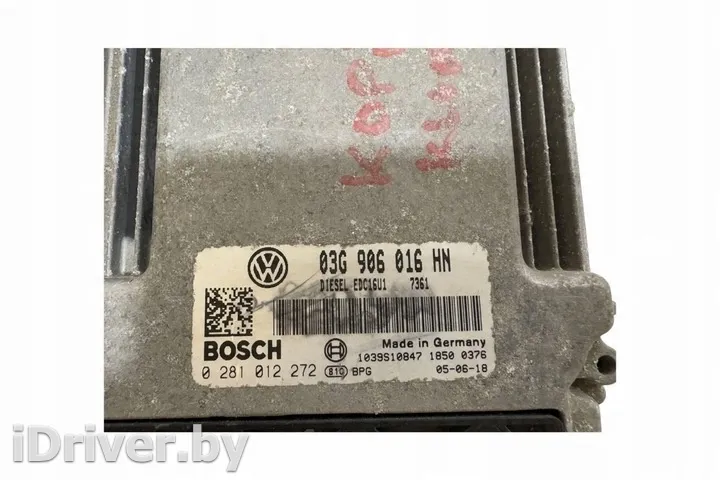 03G 906 016 HN
DIESEL EDC16U1 7361
BOSCH
Made in Germany
1039S10847 1850 0376
0 281 012 272 810 BPG 05-06-18
iDriver.by